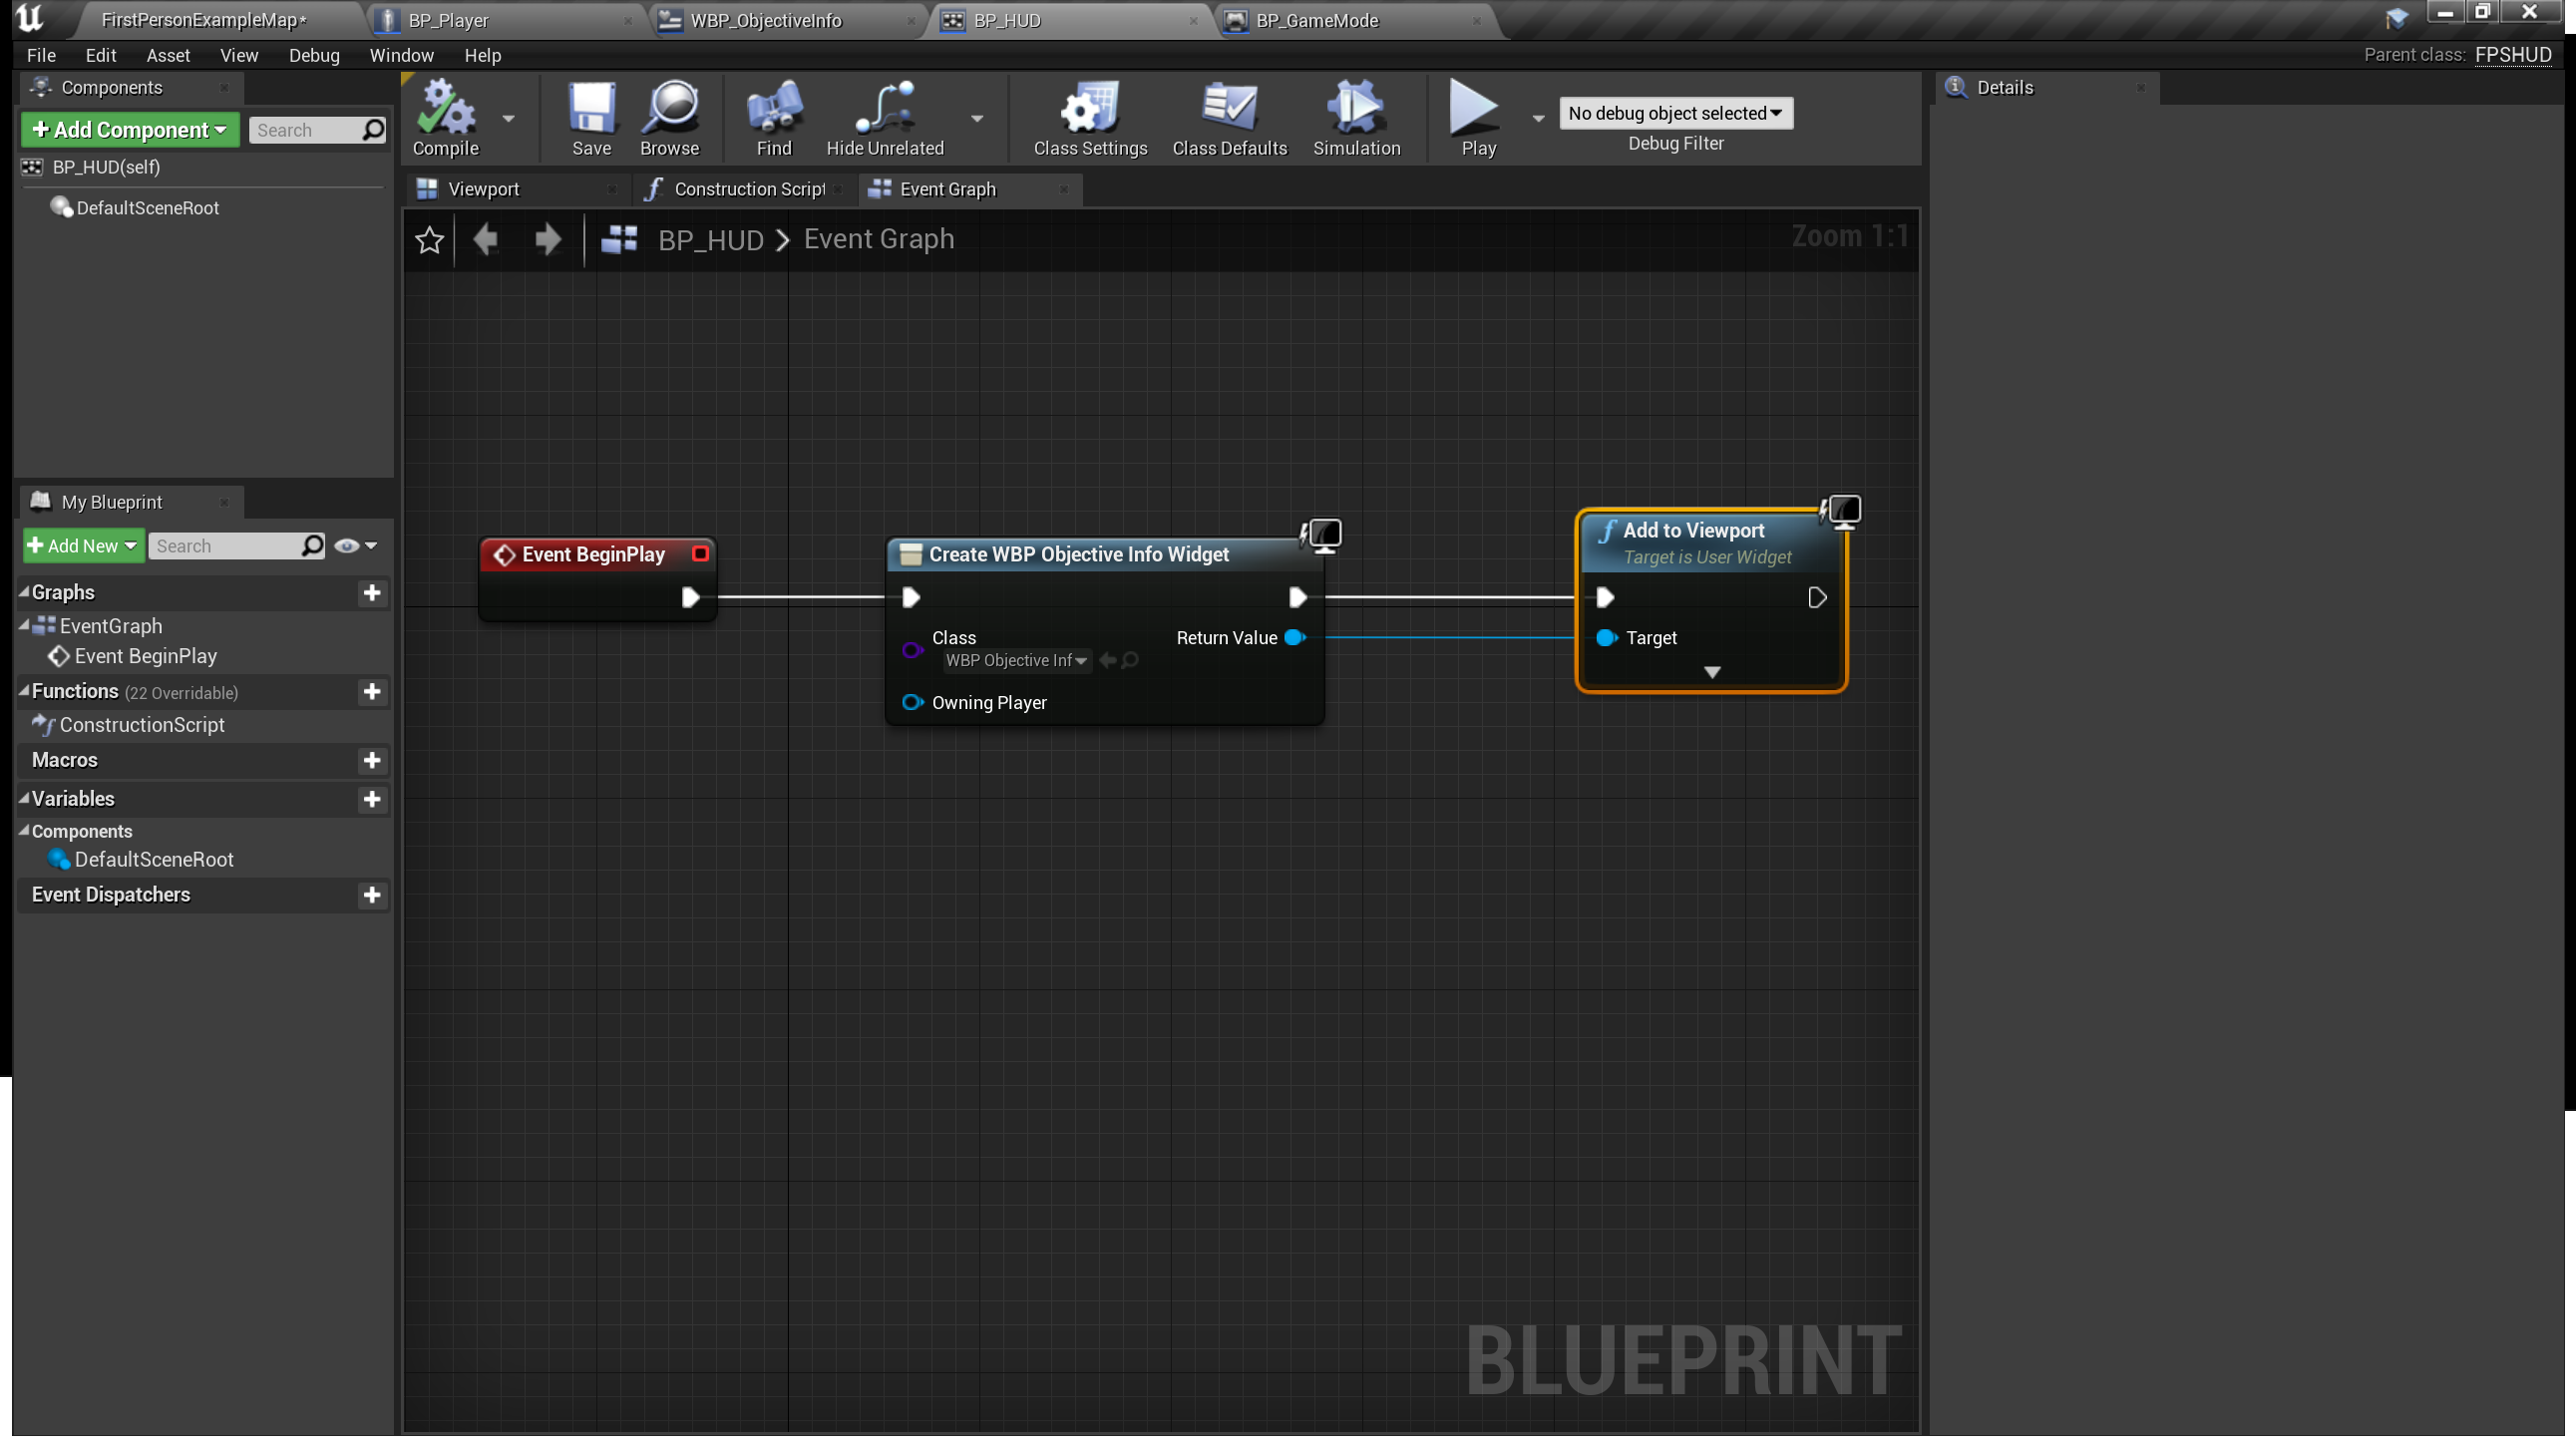 FirstPersonExampleMap*
BP_Player
WBP_ObjectiveInfo
BP_HUD
BP_GameMode
File Edit Asset View Debug Window Help
Parent class: FPSHUD
Components
Add Component
Search
BP_HUD(self)
DefaultSceneRoot
Compile
Save
Browse
Find
Hide Unrelated
Class Settings
Class Defaults
Simulation
Play
No debug object selected
Debug Filter
Details
Viewport
Construction Script
Event Graph
BP_HUD > Event Graph
Zoom 1:1
My Blueprint
Add New
Search
Graphs
EventGraph
Event BeginPlay
Functions (22 Overridable)
ConstructionScript
Macros
Variables
Components
DefaultSceneRoot
Event Dispatchers
Event BeginPlay
Create WBP Objective Info Widget
Class
WBP Objective Inf
Return Value
Owning Player
Add to Viewport
Target is User Widget
Target
BLUEPRINT